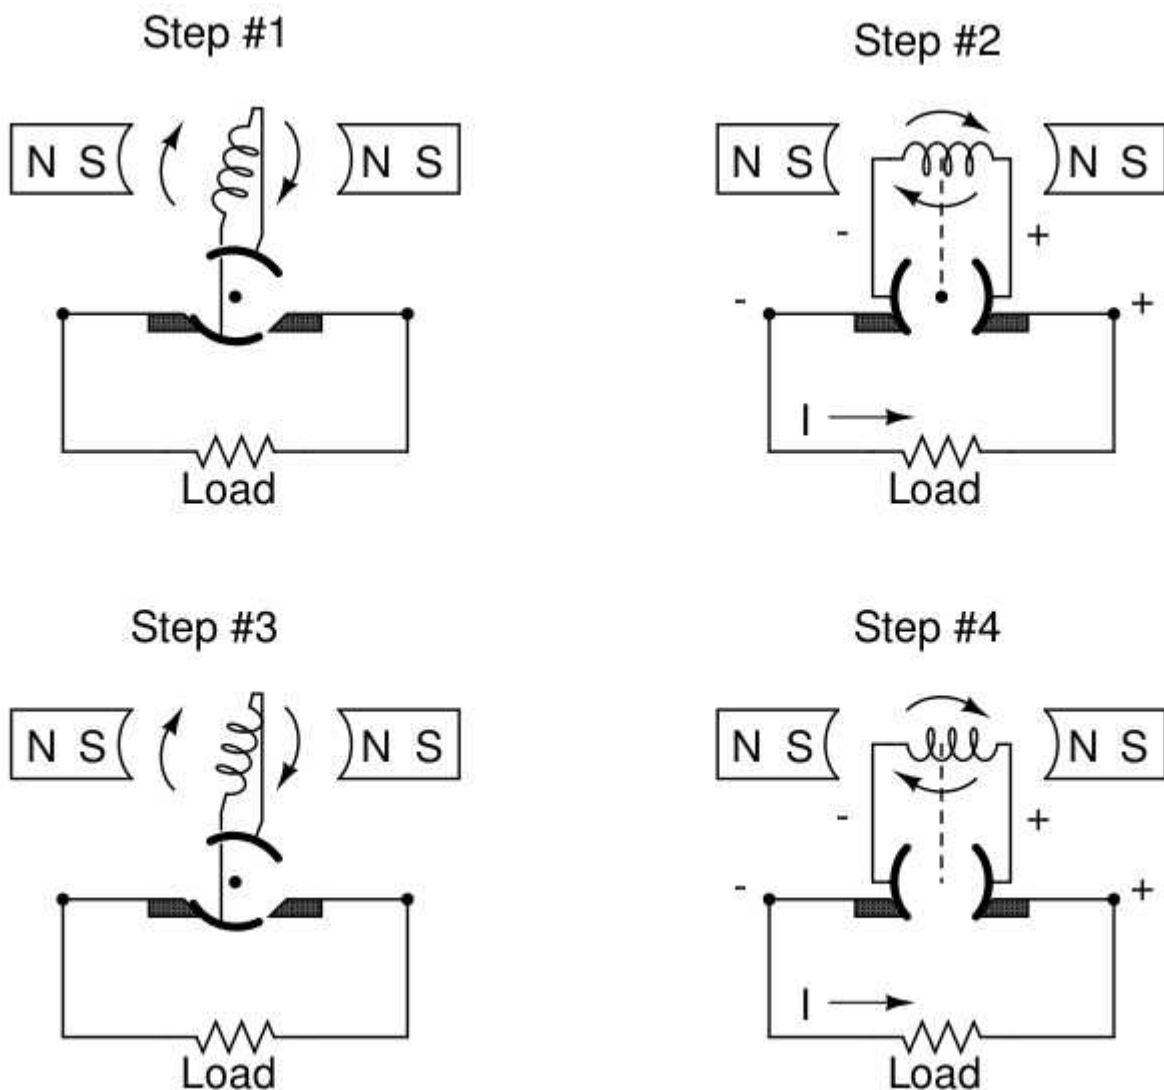 Step #1
N S
N S
Load
Step #2
N S
N S
- +
- +
I
Load
Step #3
N S
N S
Load
Step #4
N S
N S
- +
- +
I
Load